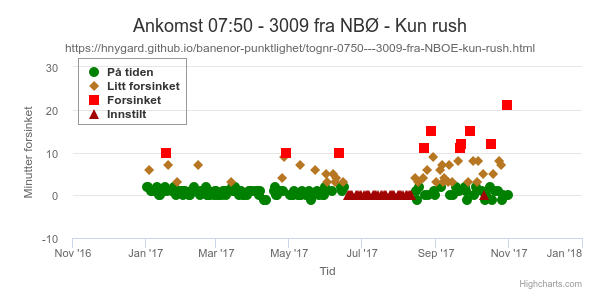 Ankomst 07:50 - 3009 fra NBØ - Kun rush
https://hnygard.github.io/banenor-punktlighet/tognr-0750---3009-fra-NBOE-kun-rush.html
På tiden
Litt forsinket
Forsinket
Innstilt
Minutter forsinket
30
20
10
0
-10
Nov '16 Jan '17 Mar '17 May '17 Jul '17 Sep '17 Nov '17 Jan '18
Tid
Highcharts.com